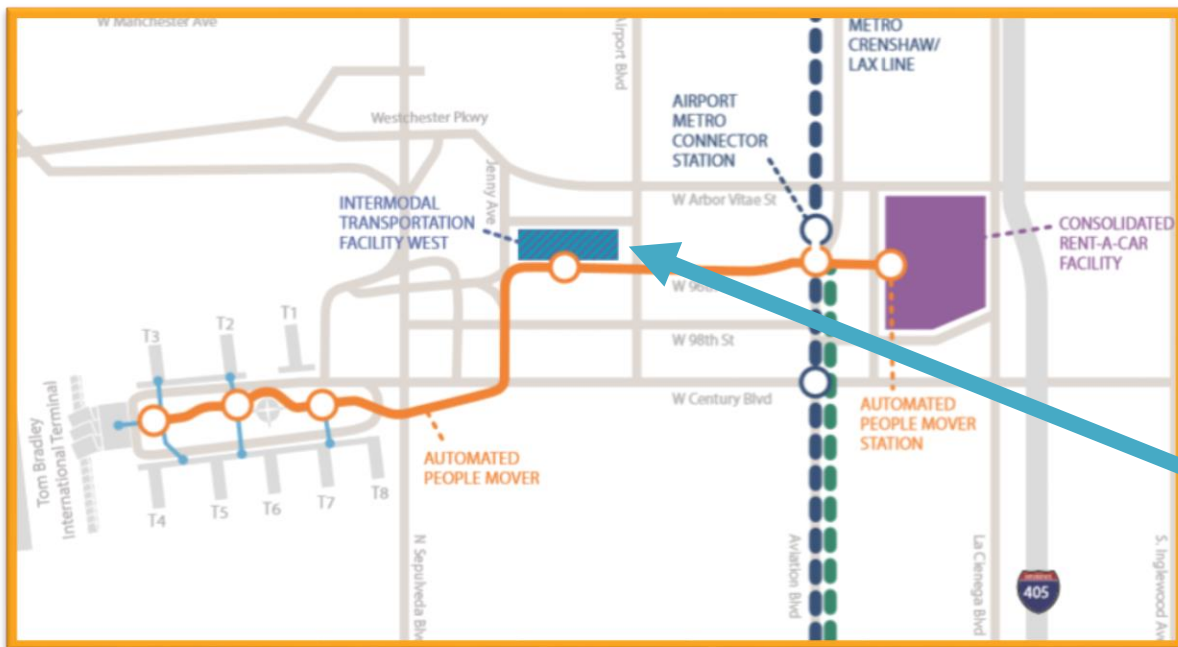 W Manchester Ave
Airport Blvd
METRO
CRENSHAW/
LAX LINE
Westchester Pkwy
AIRPORT
METRO
CONNECTOR
STATION
Jenny Ave
W Arbor Vitae St
INTERMODAL
TRANSPORTATION
FACILITY WEST
CONSOLIDATED
RENT-A-CAR
FACILITY
W 98th St
T1
T2
T3
W Century Blvd
AUTOMATED
PEOPLE MOVER
STATION
Tom Bradley
International Terminal
AUTOMATED
PEOPLE MOVER
T4
T5
T6
T7
T8
N Sepulveda
Aviation Blvd
La Cienega Blvd
S. Inglewood
405